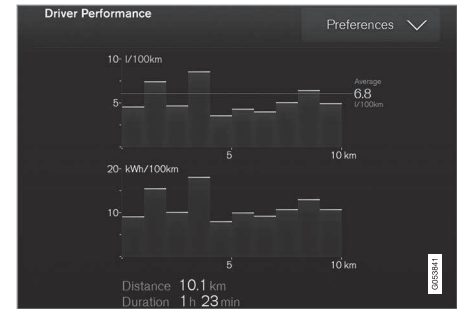 Driver Performance
Preferences
10 l/100km
Average
6.8
l/100km
5
5
10 km
20 kWh/100km
10
5
10 km
Distance 10.1 km
Duration 1 h 23 min
G053841